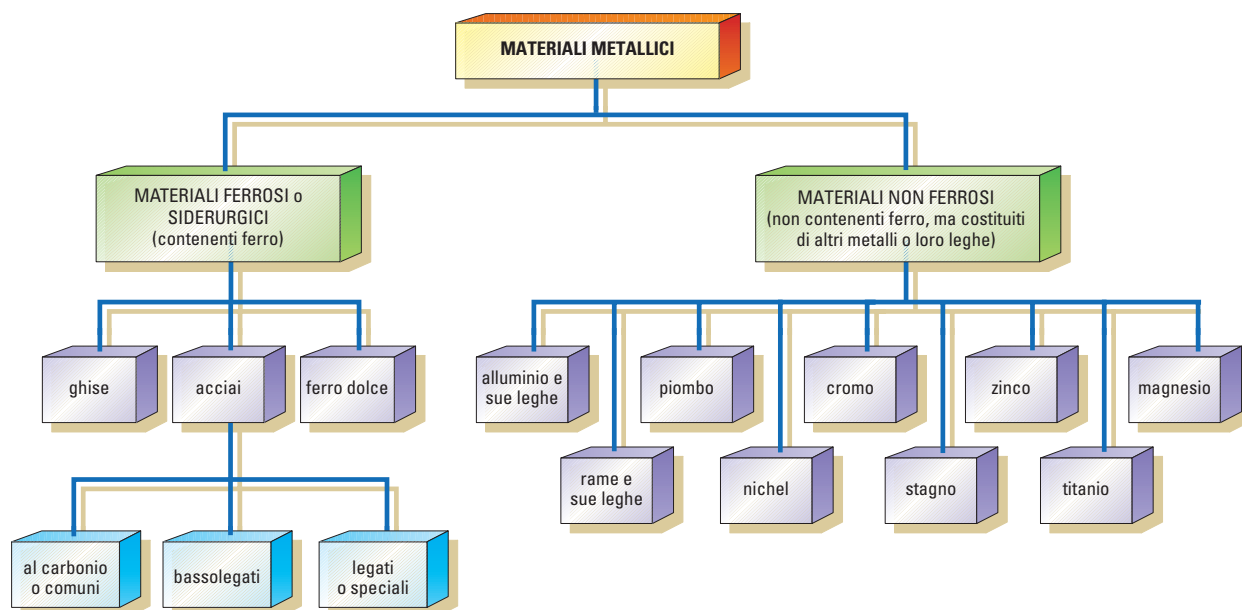 MATERIALI METALLICI
MATERIALI FERROSI o
SIDERURGICI
(contenenti ferro)
MATERIALI NON FERROSI
(non contenenti ferro, ma costituiti
di altri metalli o loro leghe)
ghise
acciai
ferro dolce
alluminio e
sue leghe
piombo
cromo
zinco
magnesio
rame e
sue leghe
nichel
stagno
titanio
al carbonio
o comuni
bassolegati
legati
o speciali